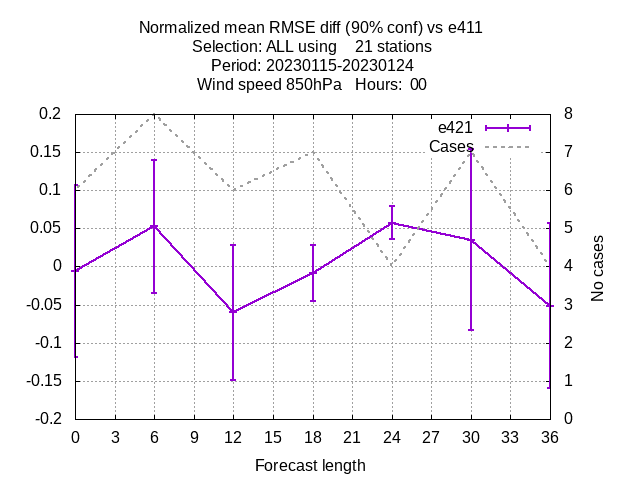 Normalized mean RMSE diff (90% conf) vs e411
Selection: ALL using    21 stations
Period: 20230115-20230124
Wind speed 850hPa   Hours:  00
e421
Cases
0.2
0.15
0.1
0.05
0
-0.05
-0.1
-0.15
-0.2
8
7
6
5
4
3
2
1
0
No cases
0 3 6 9 12 15 18 21 24 27 30 33 36
Forecast length